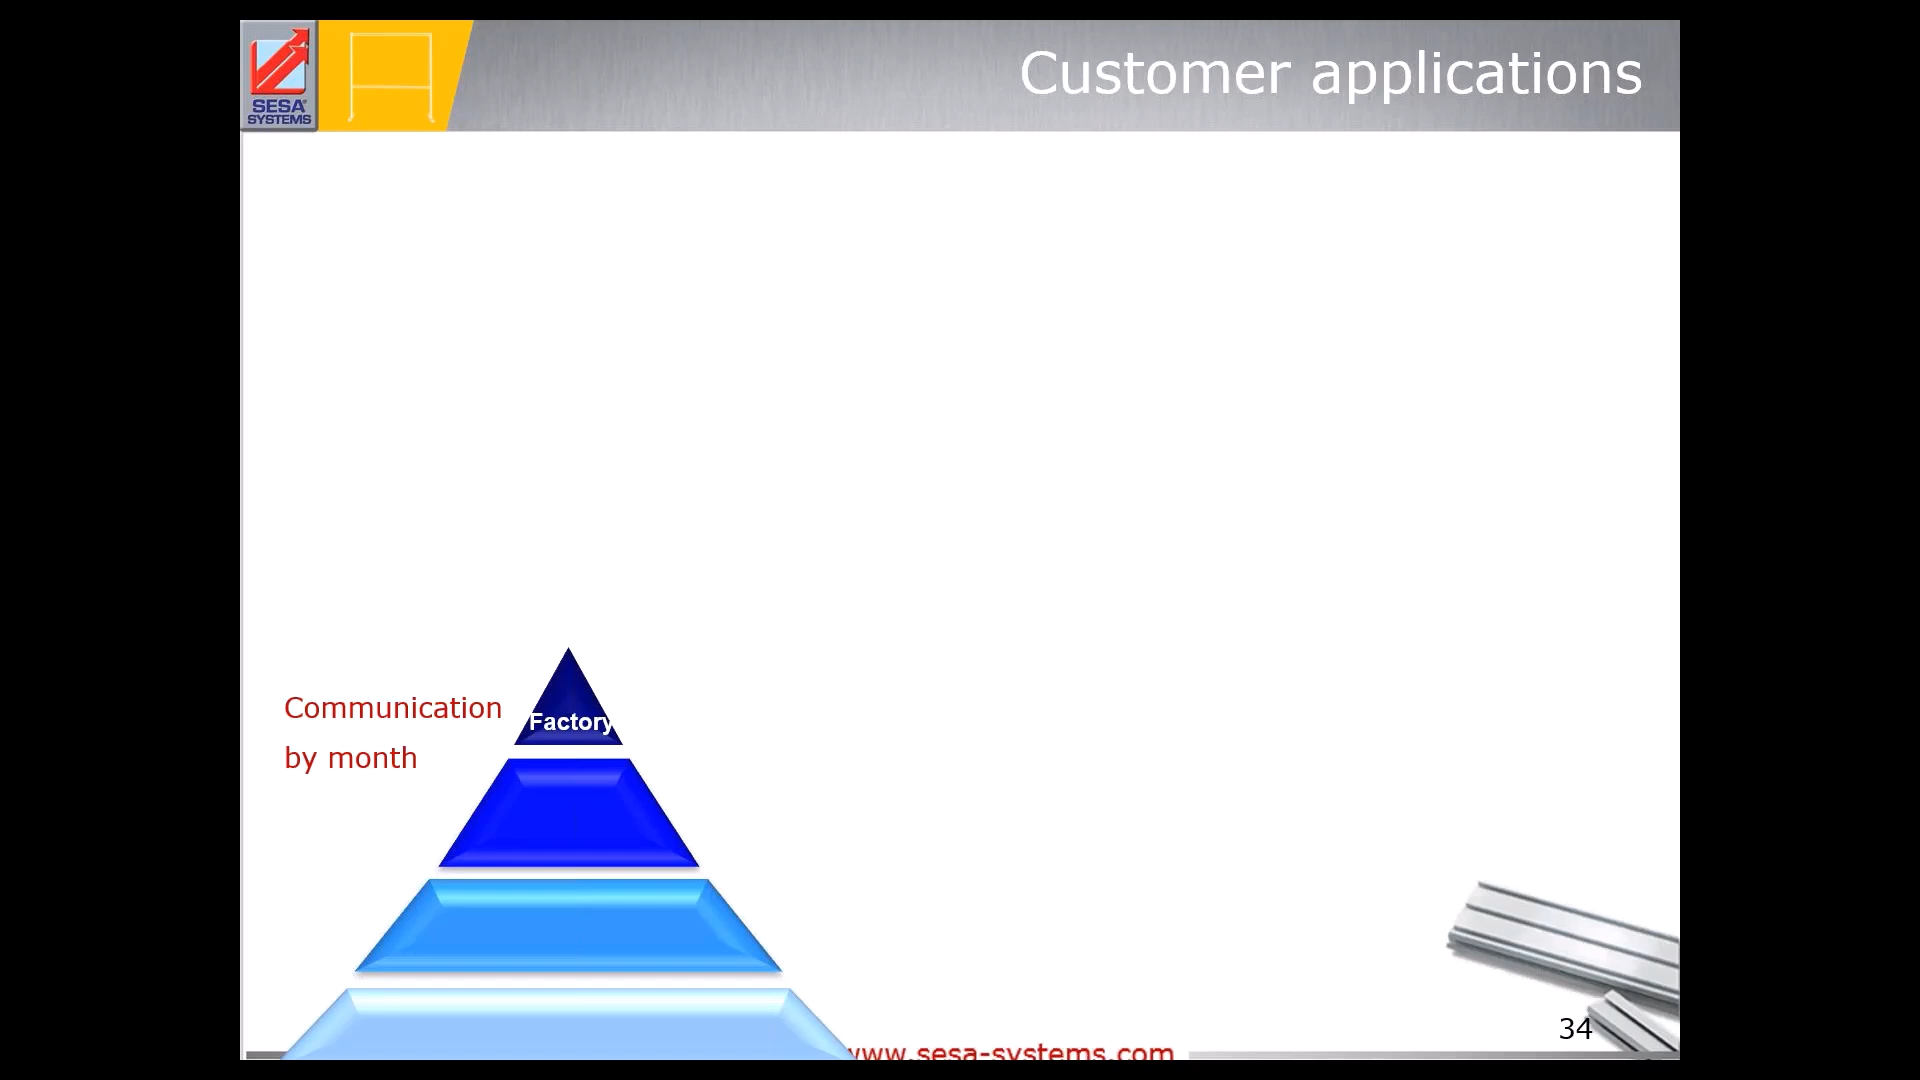 SESA
SYSTEMS
Customer applications
Communication
by month
Factory
34
www.sesa-systems.com